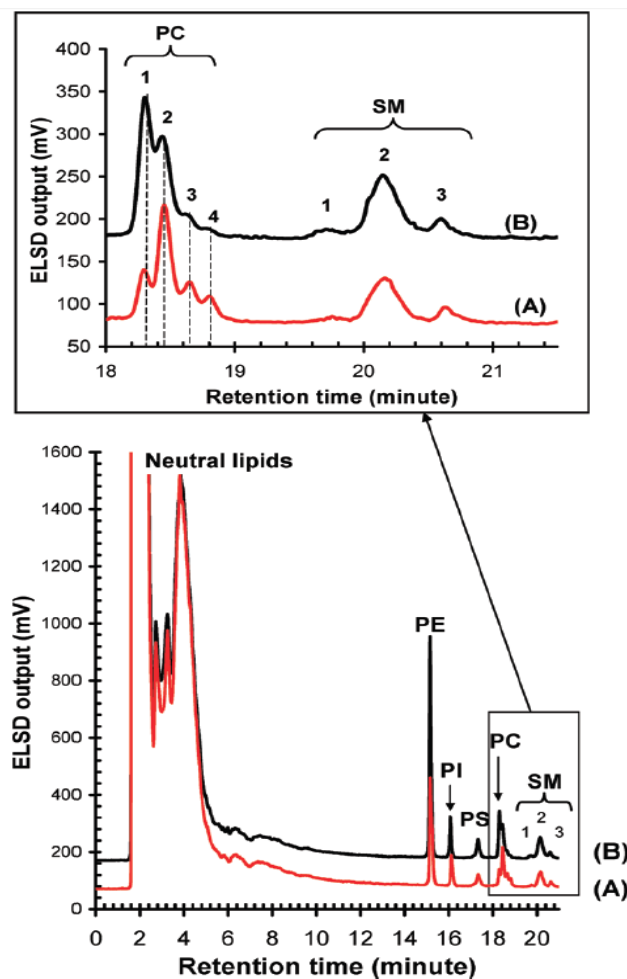 PC
SM
1
2
3
4
1
2
3
(B)
(A)
400
350
300
250
200
150
100
50
ELSD output (mV)
18 19 20 21
Retention time (minute)
Neutral lipids
PE
PI
PS
PC
SM
1 2 3
(B)
(A)
1600
1400
1200
1000
800
600
400
200
0
ELSD output (mV)
0 2 4 6 8 10 12 14 16 18 20
Retention time (minute)